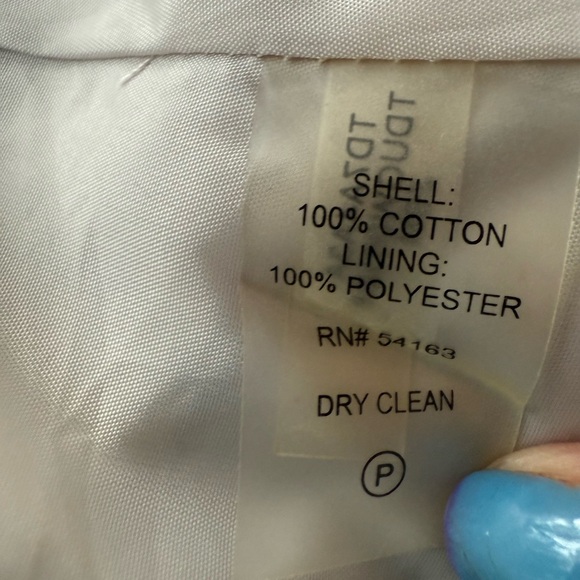 SHELL:
100% COTTON
LINING:
100% POLYESTER
RN# 54163
DRY CLEAN
P